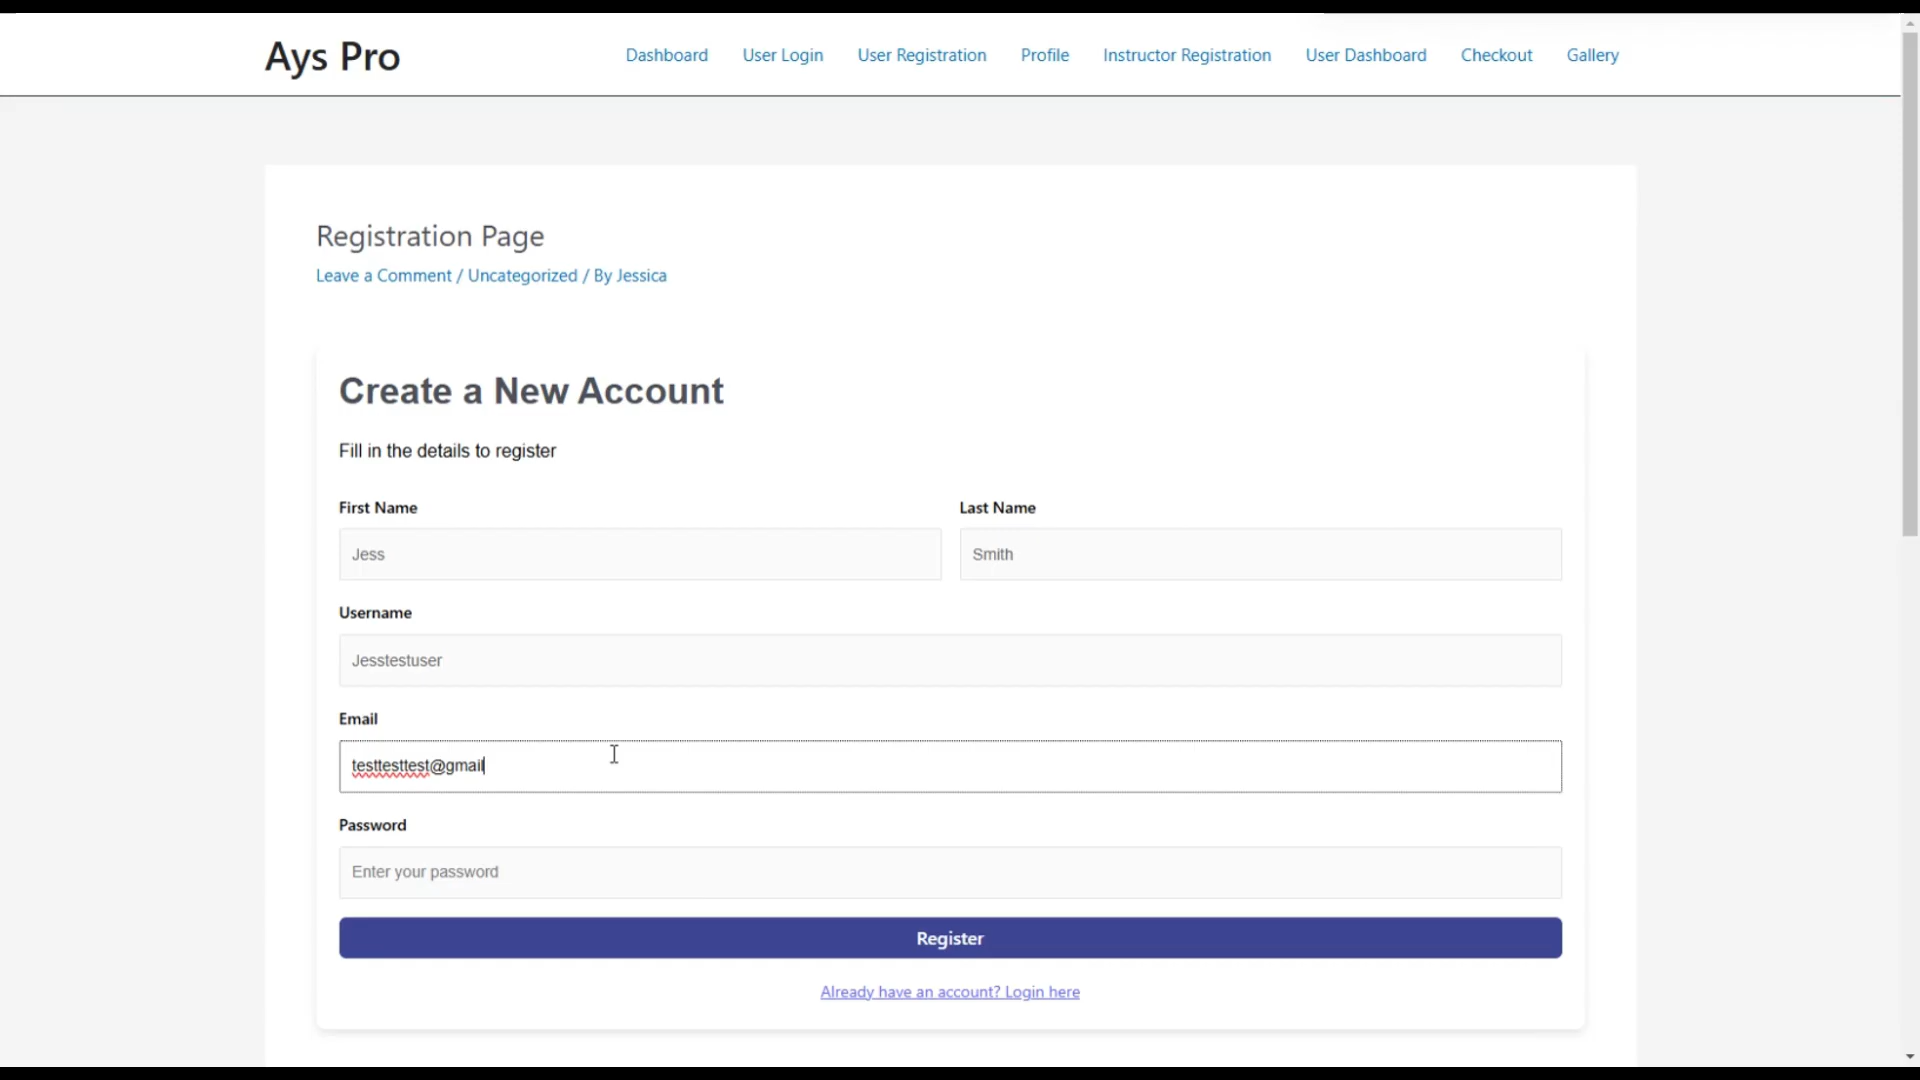 Ays Pro
Dashboard User Login User Registration Profile Instructor Registration User Dashboard Checkout Gallery
Registration Page
Leave a Comment / Uncategorized / By Jessica
Create a New Account
Fill in the details to register
First Name Last Name
Jess Smith
Username
Jesstestuser
Email
testtesttest@gmail
Password
Enter your password
Register
Already have an account? Login here